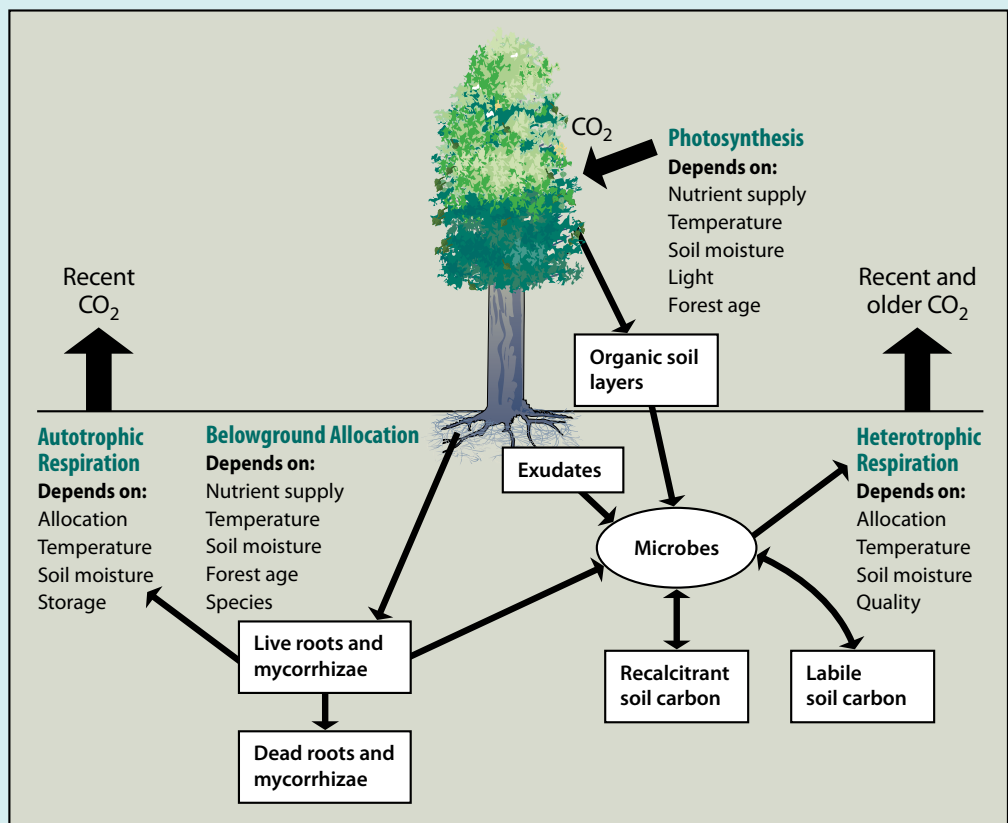 CO2
Photosynthesis
Depends on:
Nutrient supply
Temperature
Soil moisture
Light
Forest age
Recent
CO2
Recent and
older CO2
Organic soil
layers
Autotrophic
Respiration
Depends on:
Allocation
Temperature
Soil moisture
Storage
Belowground Allocation
Depends on:
Nutrient supply
Temperature
Soil moisture
Forest age
Species
Exudates
Heterotrophic
Respiration
Depends on:
Allocation
Temperature
Soil moisture
Quality
Microbes
Live roots and
mycorrhizae
Recalcitrant
soil carbon
Labile
soil carbon
Dead roots and
mycorrhizae